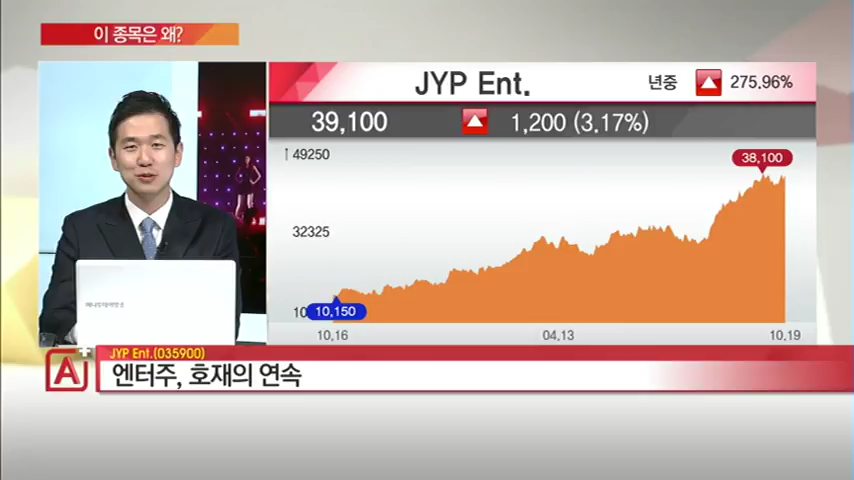 이 종목은 왜?
JYP Ent.
년중 275.96%
39,100 1,200 (3.17%)
49250
38,100
32325
10,150
10.16 04.13 10.19
JYP Ent.(035900)
A+
엔터주, 호재의 연속